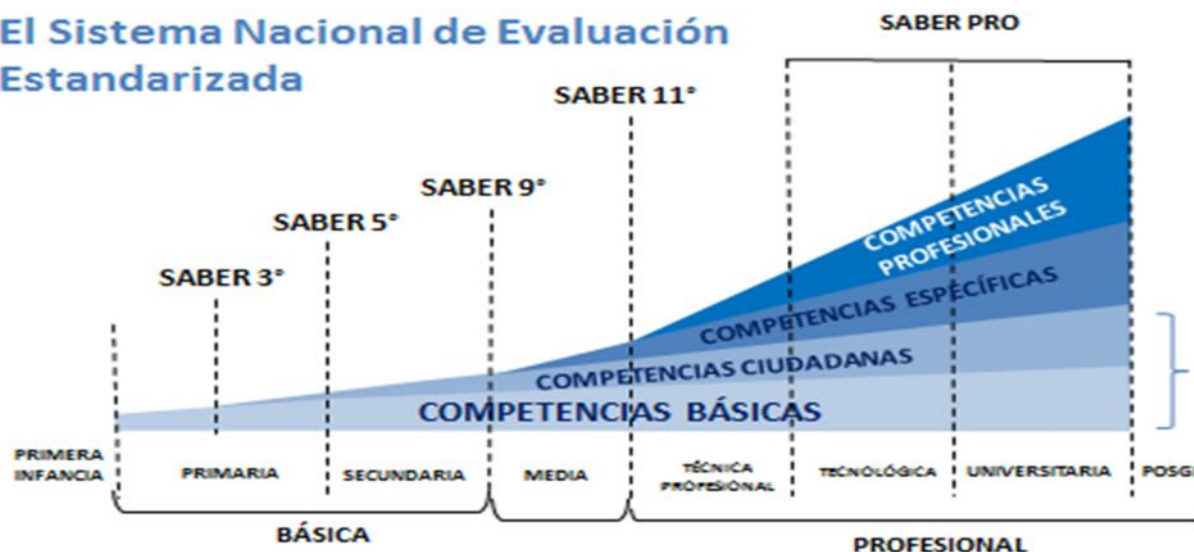 El Sistema Nacional de Evaluación
Estandarizada
SABER PRO
SABER 11°
SABER 9°
SABER 5°
SABER 3°
COMPETENCIAS
PROFESIONALES
COMPETENCIAS ESPECÍFICAS
COMPETENCIAS CIUDADANAS
COMPETENCIAS BÁSICAS
PRIMERA
INFANCIA
PRIMARIA
SECUNDARIA
MEDIA
TÉCNICA
PROFESIONAL
TECNOLÓGICA
UNIVERSITARIA
BÁSICA
PROFESIONAL